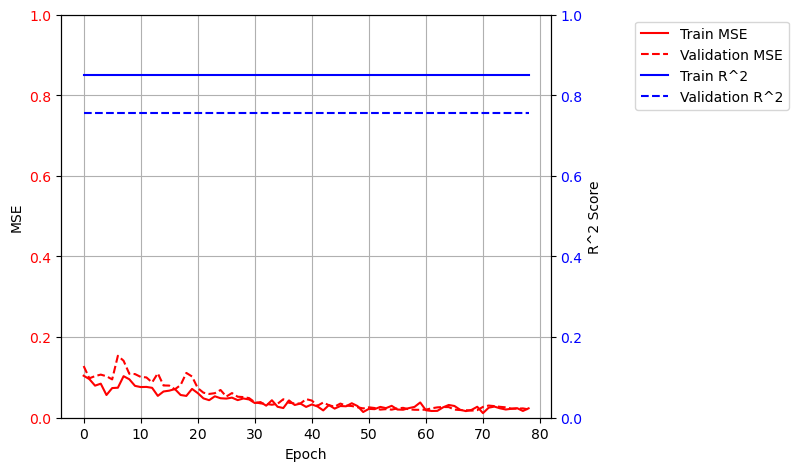 1.0
0.8
0.6
0.4
0.2
0.0
MSE
0 10 20 30 40 50 60 70 80
Epoch
1.0
0.8
0.6
0.4
0.2
0.0
R^2 Score
Train MSE
Validation MSE
Train R^2
Validation R^2